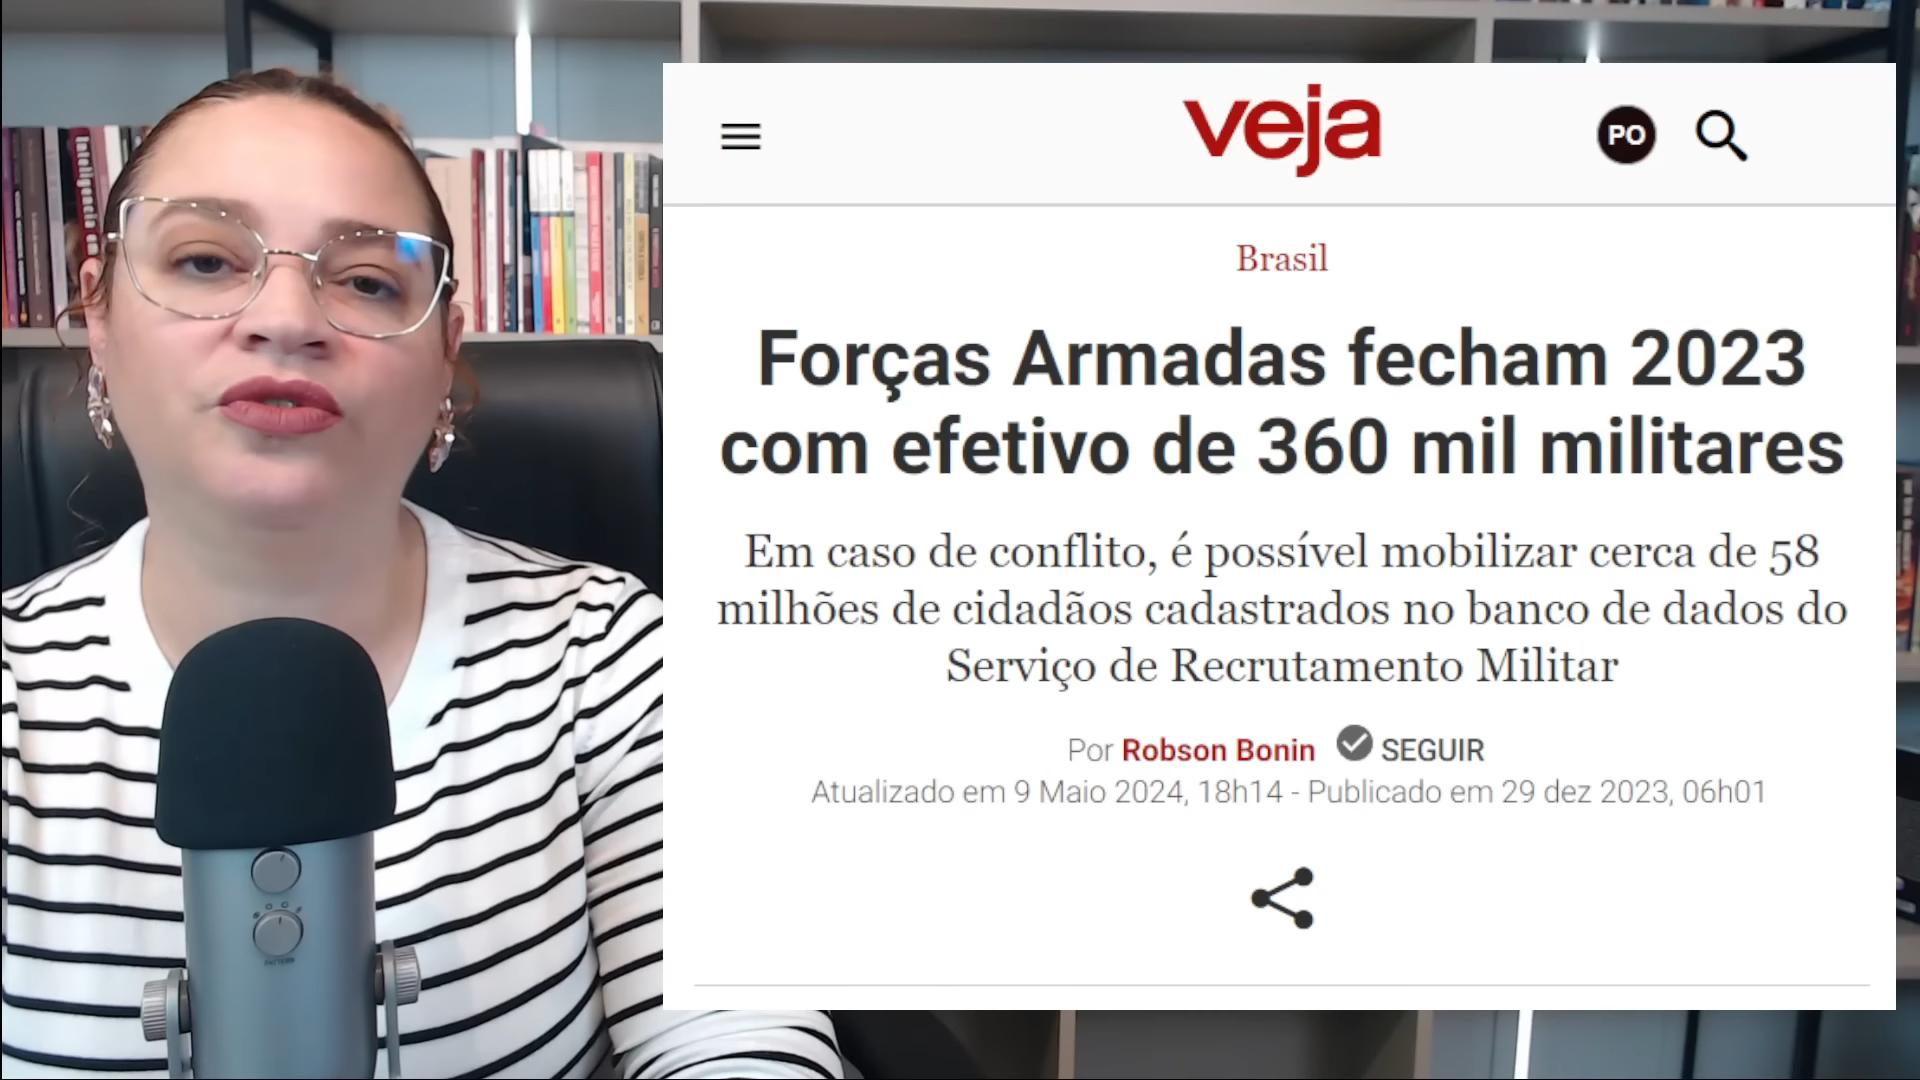 veja
PO
Brasil
Forças Armadas fecham 2023
com efetivo de 360 mil militares
Em caso de conflito, é possível mobilizar cerca de 58
milhões de cidadãos cadastrados no banco de dados do
Serviço de Recrutamento Militar
Por Robson Bonin SEGUIR
Atualizado em 9 Maio 2024, 18h14 - Publicado em 29 dez 2023, 06h01
PATTERN